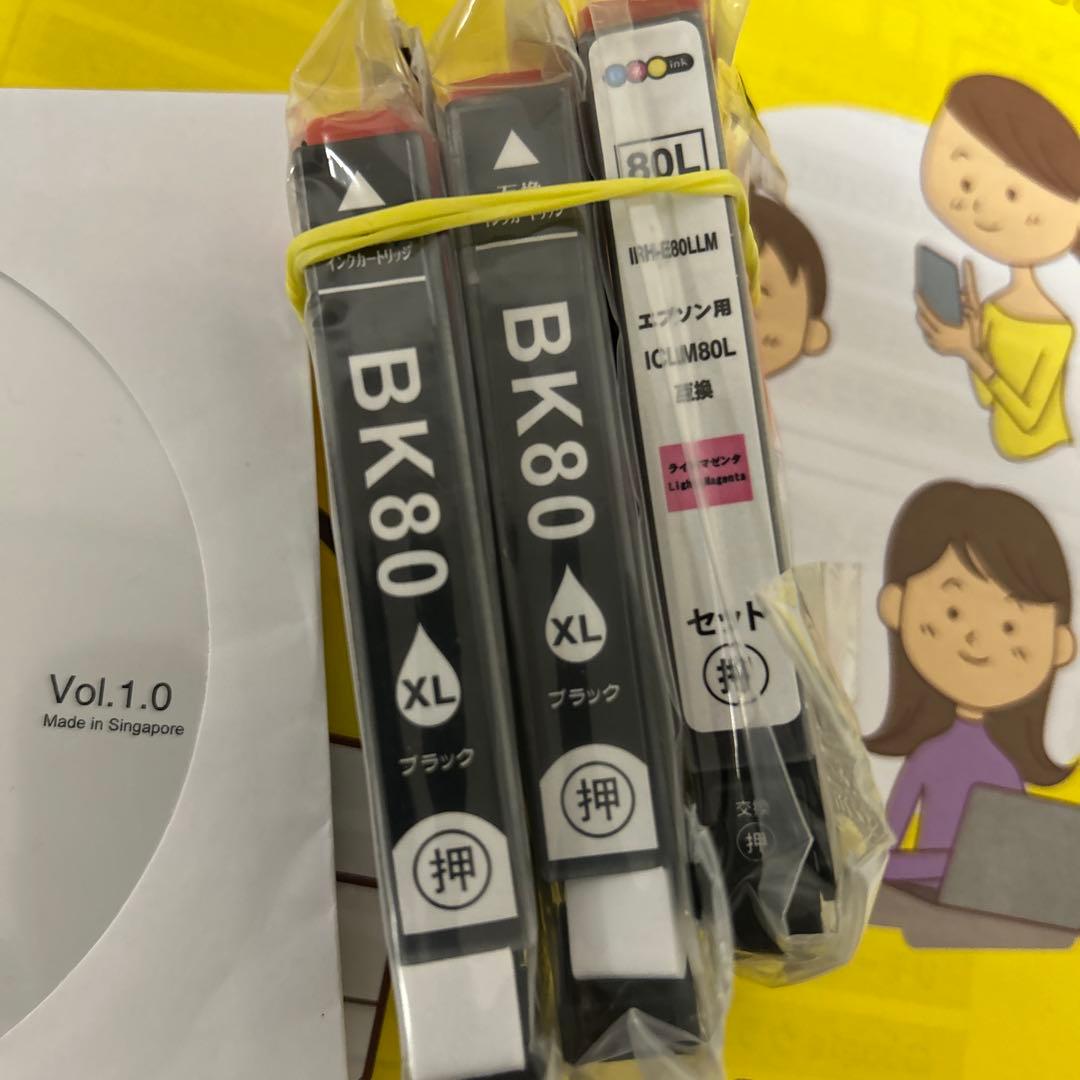 Vol.1.0
Made in Singapore
インクカートリッジ
BK80
XL
ブラック
押
互換
インクカートリッジ
BK80
XL
ブラック
押
ink
80L
IRH-E80LLM
エプソン用
ICLM80L
互換
ライトマゼンタ
Light Magenta
セット
押
交換
押